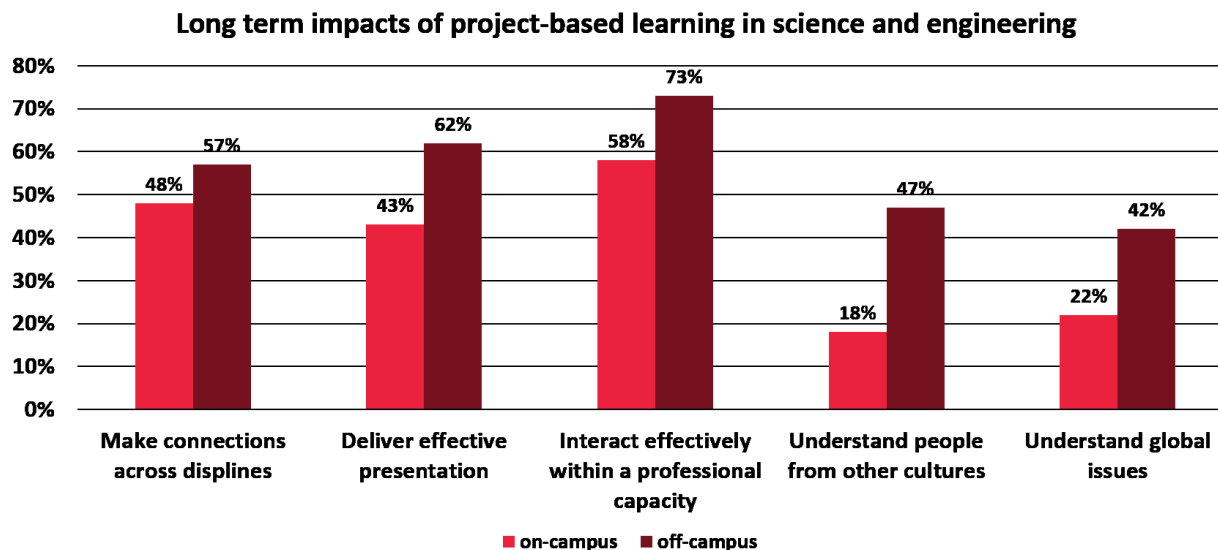 Long term impacts of project-based learning in science and engineering
80%
70%
60%
50%
40%
30%
20%
10%
0%
48%
57%
43%
62%
58%
73%
18%
47%
22%
42%
Make connections
across displines
Deliver effective
presentation
Interact effectively
within a professional
capacity
Understand people
from other cultures
Understand global
issues
on-campus
off-campus